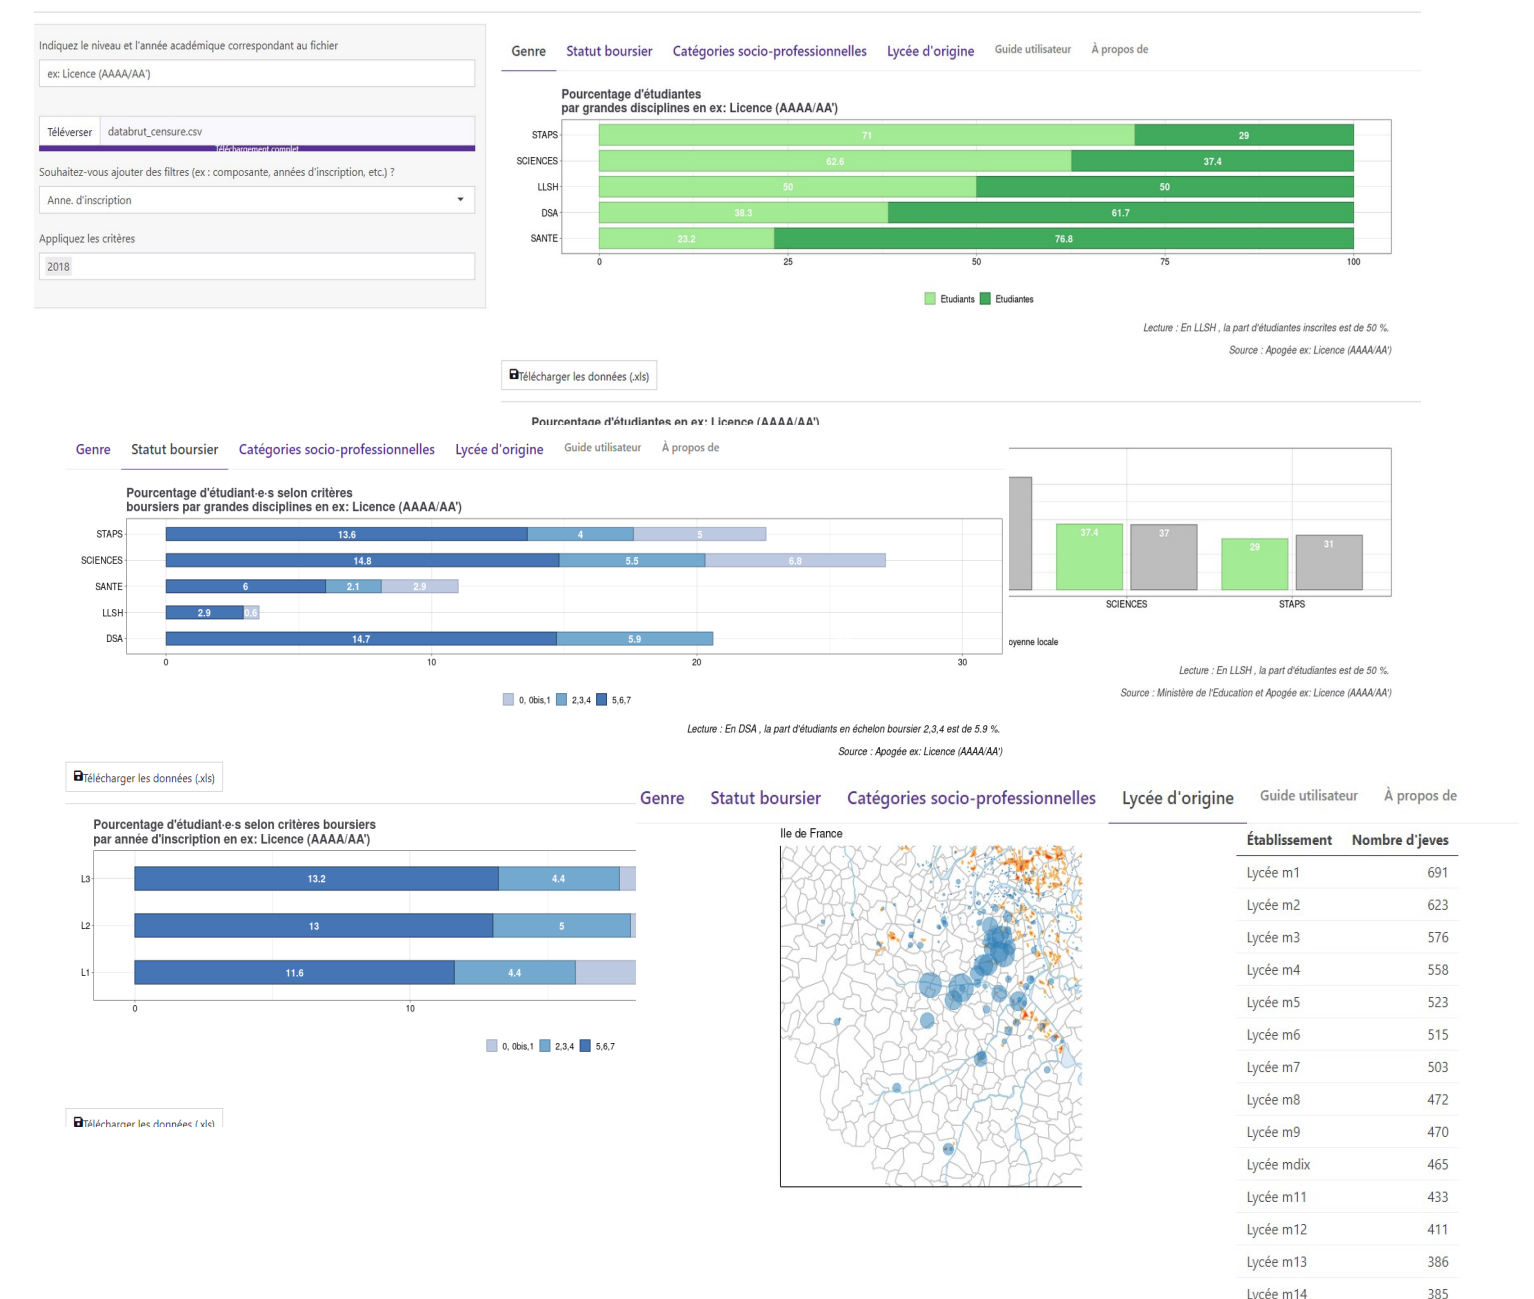 Indiquez le niveau et l'année académique correspondant au fichier
ex: Licence (AAAA/AA')
Téléverser databrut_censure.csv
Téléchargement complet
Souhaitez-vous ajouter des filtres (ex : composante, années d'inscription, etc.) ?
Anne. d'inscription
Appliquez les critères
2018
Genre Statut boursier Catégories socio-professionnelles Lycée d'origine Guide utilisateur À propos de
Pourcentage d'étudiantes
par grandes disciplines en ex: Licence (AAAA/AA')
STAPS 71 29
SCIENCES 62.6 37.4
LLSH 50 50
DSA 38.3 61.7
SANTE 23.2 76.8
0 25 50 75 100
Etudiants Etudiantes
Lecture : En LLSH , la part d'étudiantes inscrites est de 50 %.
Source : Apogée ex: Licence (AAAA/AA')
Télécharger les données (.xls)
Pourcentage d'étudiantes en ex: Licence (AAAA/AA')
37.4 37 29 31
SCIENCES STAPS
oyenne locale
Lecture : En LLSH , la part d'étudiantes est de 50 %.
Source : Ministère de l'Education et Apogée ex: Licence (AAAA/AA')
Genre Statut boursier Catégories socio-professionnelles Lycée d'origine Guide utilisateur À propos de
Pourcentage d'étudiant·e·s selon critères
boursiers par grandes disciplines en ex: Licence (AAAA/AA')
STAPS 13.6 4 5
SCIENCES 14.8 5.5 6.8
SANTE 6 2.1 2.9
LLSH 2.9 0.6
DSA 14.7 5.9
0 10 20 30
0, 0bis,1 2,3,4 5,6,7
Lecture : En DSA , la part d'étudiants en échelon boursier 2,3,4 est de 5.9 %.
Source : Apogée ex: Licence (AAAA/AA')
Télécharger les données (.xls)
Pourcentage d'étudiant·e·s selon critères boursiers
par année d'inscription en ex: Licence (AAAA/AA')
L3 13.2 4.4
L2 13 5
L1 11.6 4.4
0 10
0, 0bis,1 2,3,4 5,6,7
Télécharger les données (.xls)
Genre Statut boursier Catégories socio-professionnelles Lycée d'origine Guide utilisateur À propos de
Ile de France
Établissement Nombre d'jeves
Lycée m1 691
Lycée m2 623
Lycée m3 576
Lycée m4 558
Lycée m5 523
Lycée m6 515
Lycée m7 503
Lycée m8 472
Lycée m9 470
Lycée mdix 465
Lycée m11 433
Lycée m12 411
Lycée m13 386
Lycée m14 385